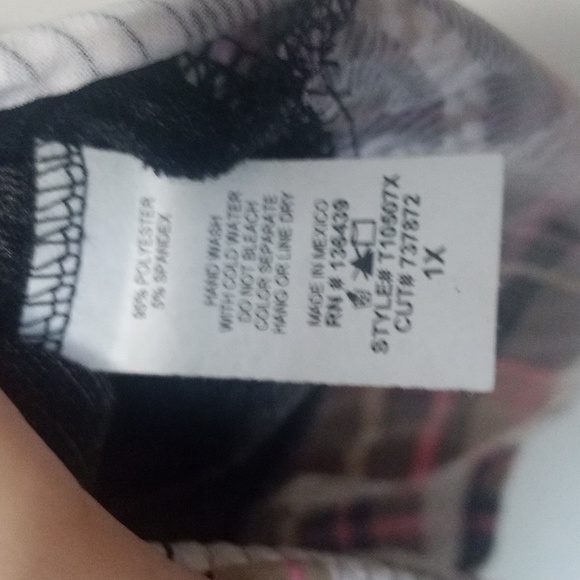 95% POLYESTER
5% SPANDEX
HAND WASH
WITH COLD WATER
DO NOT BLEACH
COLOR SEPARATE
HANG OR LINE DRY
MADE IN MEXICO
RN # 136439
STYLE# T10507X
CUT# 737872
1X